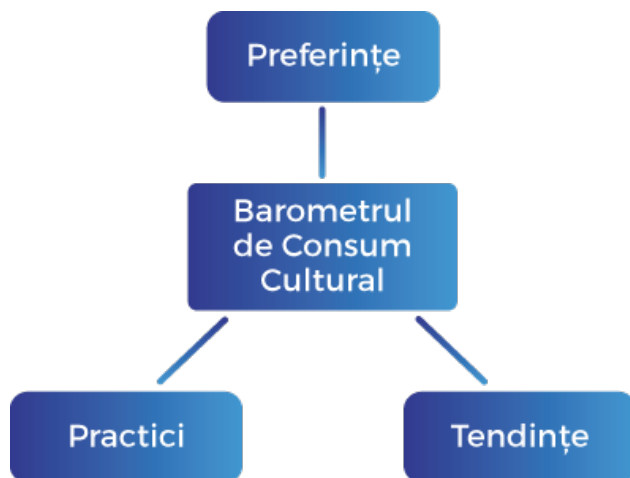 Preferințe
Barometrul
de Consum
Cultural
Practici
Tendințe